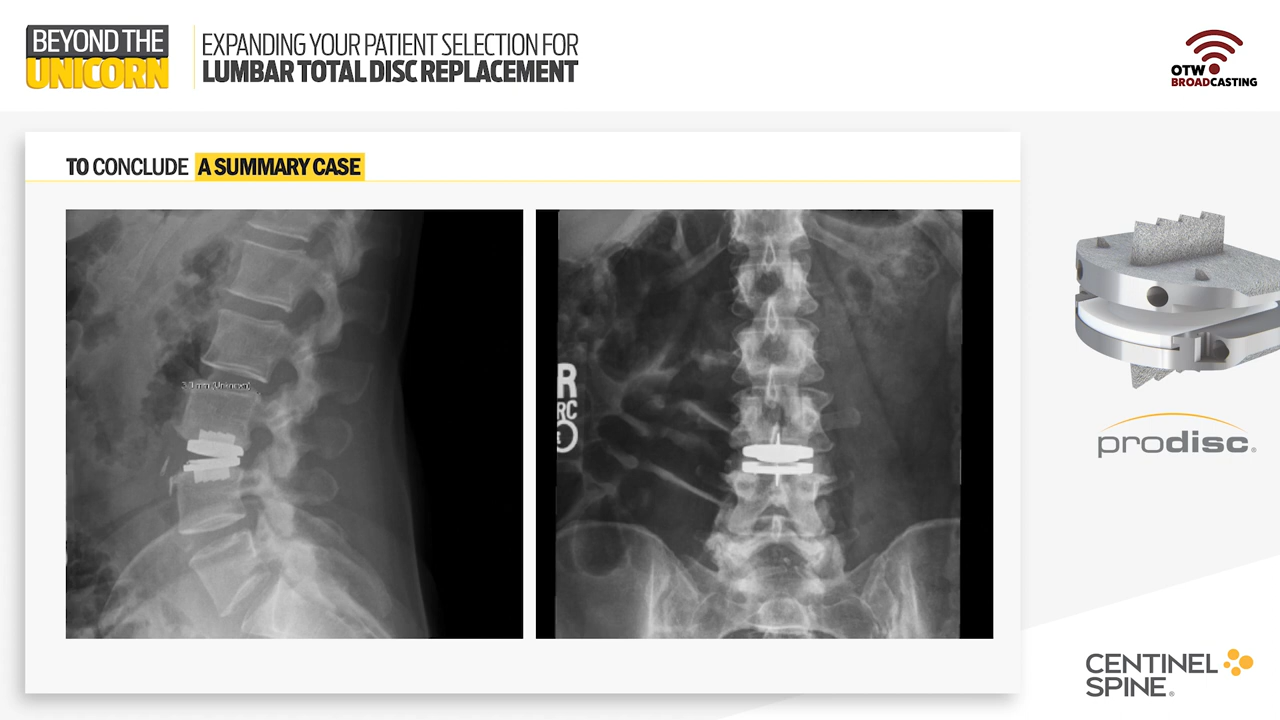 BEYOND THE
UNICORN
EXPANDING YOUR PATIENT SELECTION FOR
LUMBAR TOTAL DISC REPLACEMENT
OTW
BROADCASTING
TO CONCLUDE A SUMMARY CASE
R
RC
prodisc®
CENTINEL
SPINE®